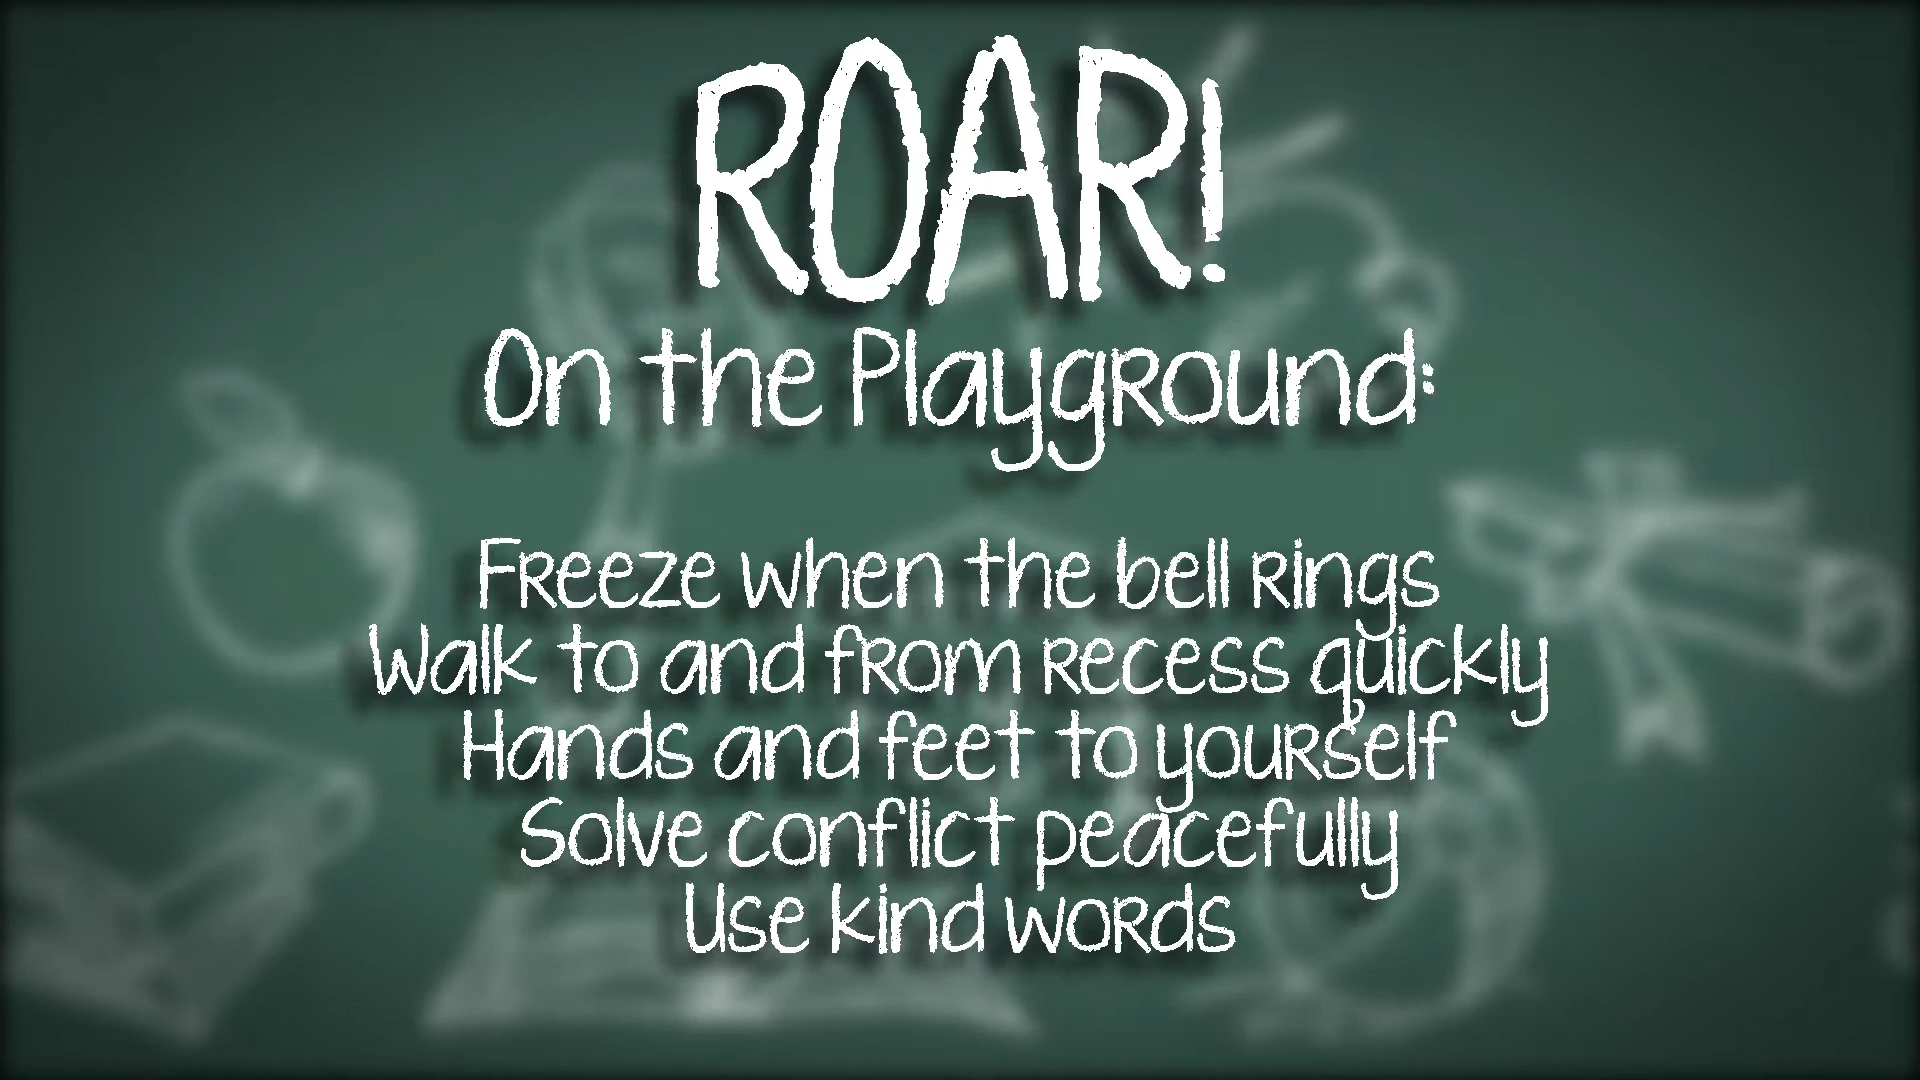 ROAR!
On the Playground:
Freeze when the bell rings
Walk to and from recess quickly
Hands and feet to yourself
Solve conflict peacefully
Use kind words